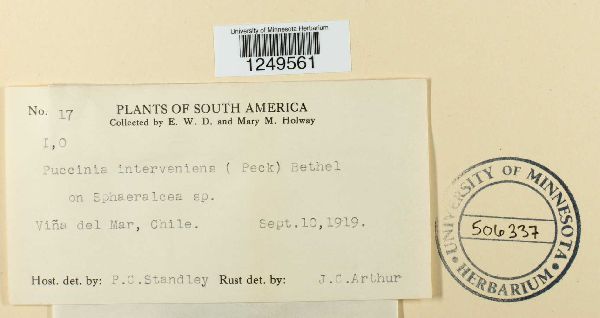 University of Minnesota Herbarium
1249561
No. 17 PLANTS OF SOUTH AMERICA
Collected by E. W. D. and Mary M. Holway
I,O
Puccinia interveniens ( Peck) Bethel
on Sphaeralcea sp.
Viña del Mar, Chile. Sept.10,1919.
Host. det. by: P.C.Standley Rust det. by: J.C.Arthur
UNIVERSITY OF MINNESOTA
506337
HERBARIUM